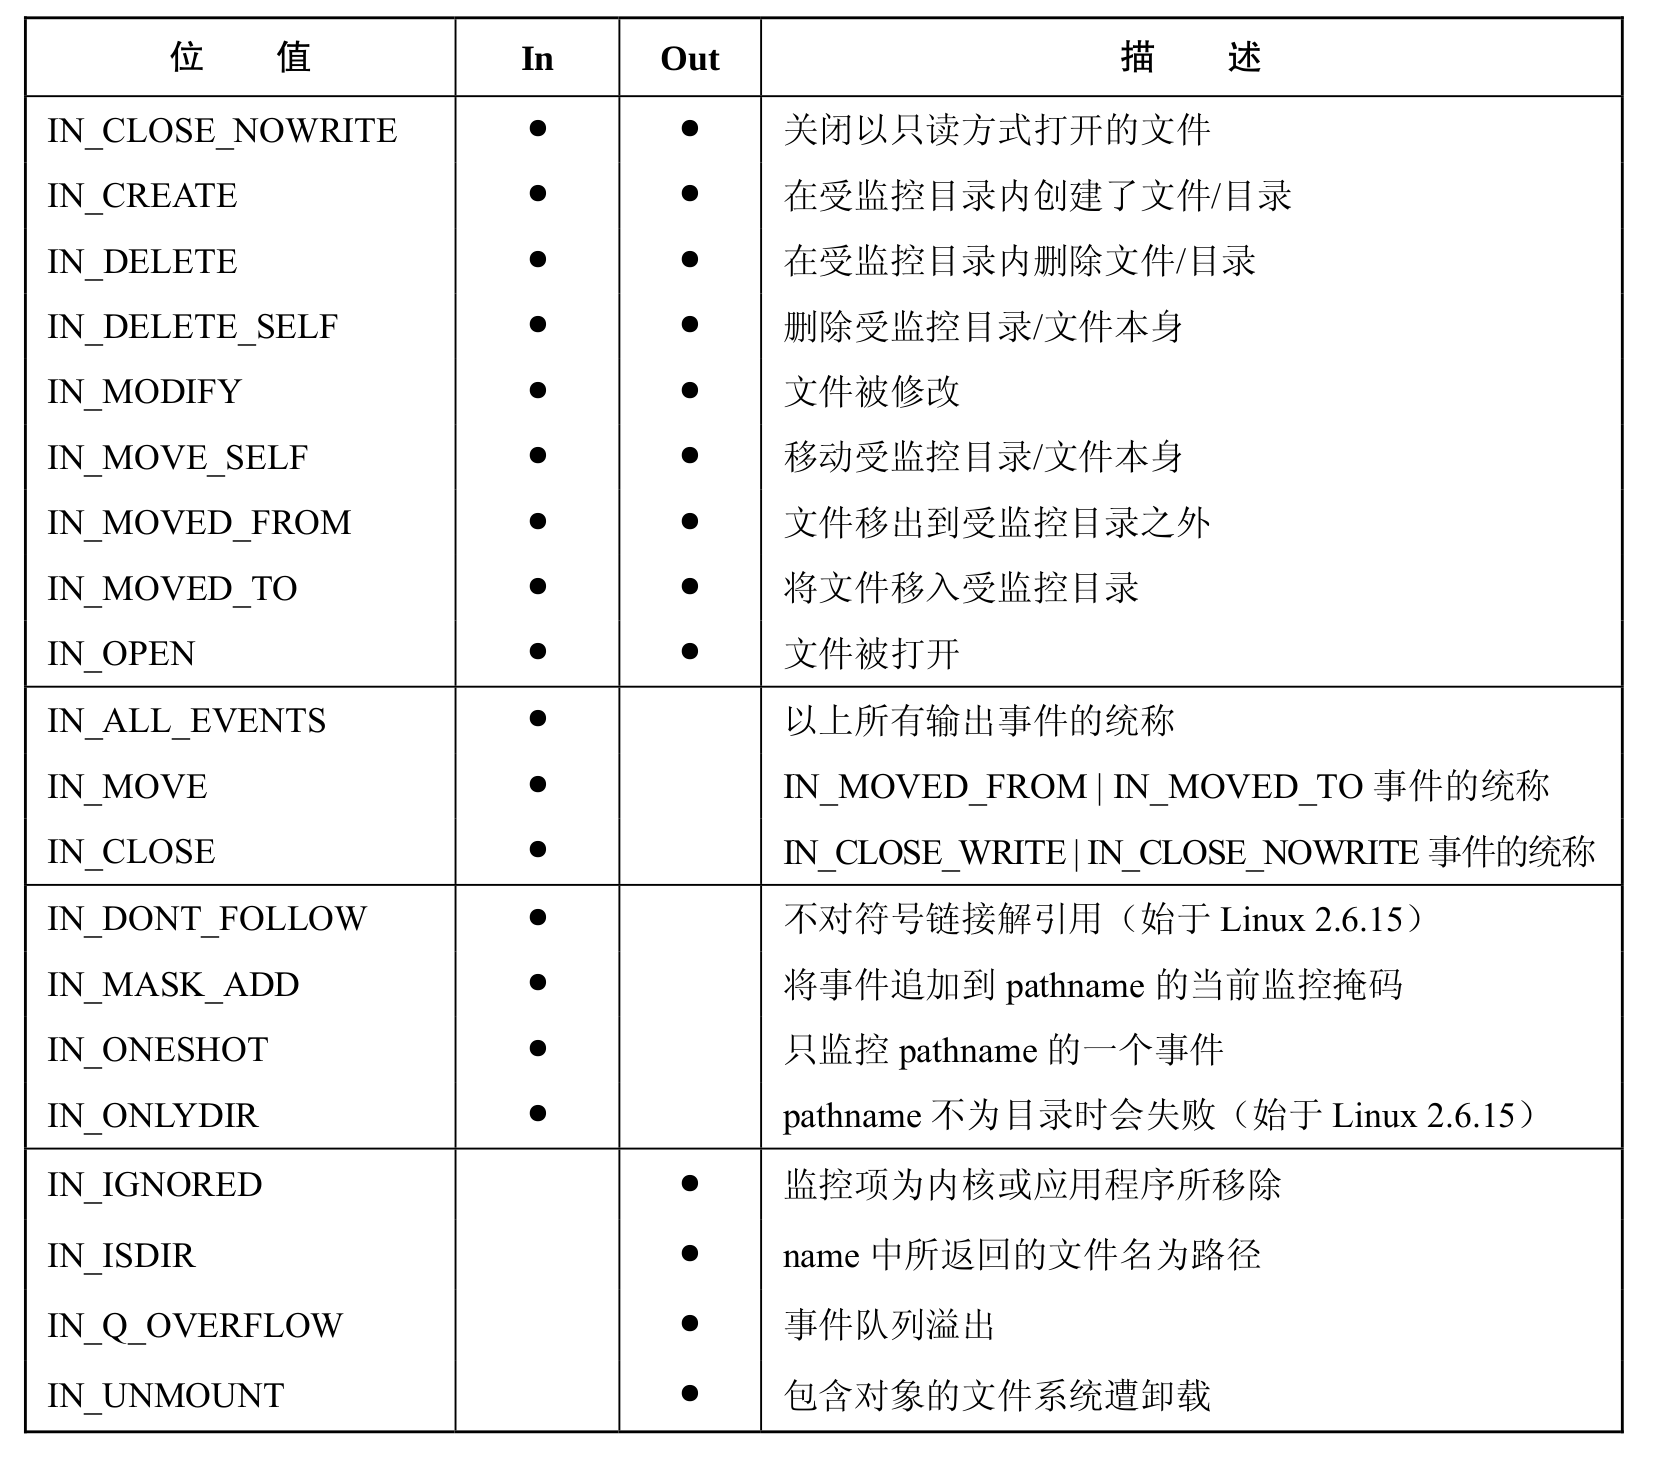 位 值 In Out 描 述
IN_CLOSE_NOWRITE ● ● 关闭以只读方式打开的文件
IN_CREATE ● ● 在受监控目录内创建了文件/目录
IN_DELETE ● ● 在受监控目录内删除文件/目录
IN_DELETE_SELF ● ● 删除受监控目录/文件本身
IN_MODIFY ● ● 文件被修改
IN_MOVE_SELF ● ● 移动受监控目录/文件本身
IN_MOVED_FROM ● ● 文件移出到受监控目录之外
IN_MOVED_TO ● ● 将文件移入受监控目录
IN_OPEN ● ● 文件被打开
IN_ALL_EVENTS ● 以上所有输出事件的统称
IN_MOVE ● IN_MOVED_FROM | IN_MOVED_TO 事件的统称
IN_CLOSE ● IN_CLOSE_WRITE | IN_CLOSE_NOWRITE 事件的统称
IN_DONT_FOLLOW ● 不对符号链接解引用（始于 Linux 2.6.15）
IN_MASK_ADD ● 将事件追加到 pathname 的当前监控掩码
IN_ONESHOT ● 只监控 pathname 的一个事件
IN_ONLYDIR ● pathname 不为目录时会失败（始于 Linux 2.6.15）
IN_IGNORED ● 监控项为内核或应用程序所移除
IN_ISDIR ● name 中所返回的文件名为路径
IN_Q_OVERFLOW ● 事件队列溢出
IN_UNMOUNT ● 包含对象的文件系统遭卸载